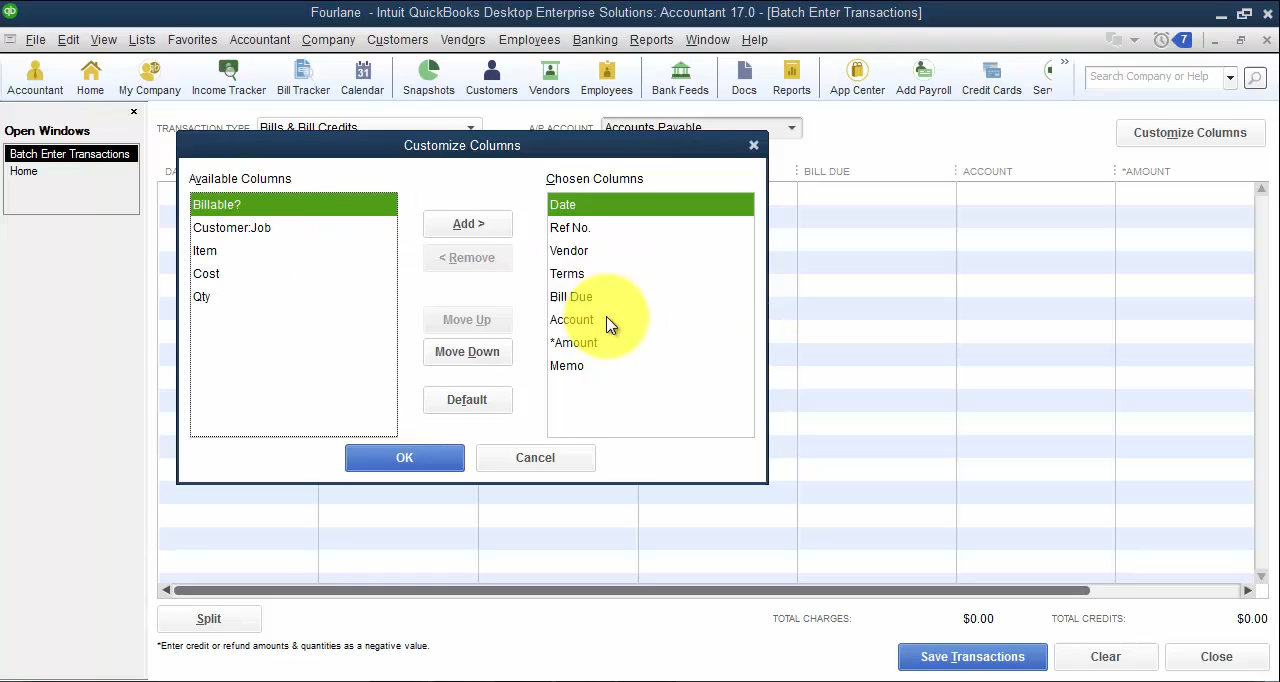 Fourlane - Intuit QuickBooks Desktop Enterprise Solutions: Accountant 17.0 - [Batch Enter Transactions]
File Edit View Lists Favorites Accountant Company Customers Vendors Employees Banking Reports Window Help
7
31
Accountant Home My Company Income Tracker Bill Tracker Calendar Snapshots Customers Vendors Employees Bank Feeds Docs Reports App Center Add Payroll Credit Cards Ser
Search Company or Help
Open Windows
Batch Enter Transactions
Home
TRANSACTION TYPE Bills & Bill Credits A/P ACCOUNT Accounts Payable
Customize Columns
DA BILL DUE ACCOUNT *AMOUNT
Customize Columns
Available Columns
Billable?
Customer:Job
Item
Cost
Qty
Add >
< Remove
Move Up
Move Down
Default
Chosen Columns
Date
Ref No.
Vendor
Terms
Bill Due
Account
*Amount
Memo
OK Cancel
Split
TOTAL CHARGES: $0.00 TOTAL CREDITS: $0.00
*Enter credit or refund amounts & quantities as a negative value.
Save Transactions Clear Close